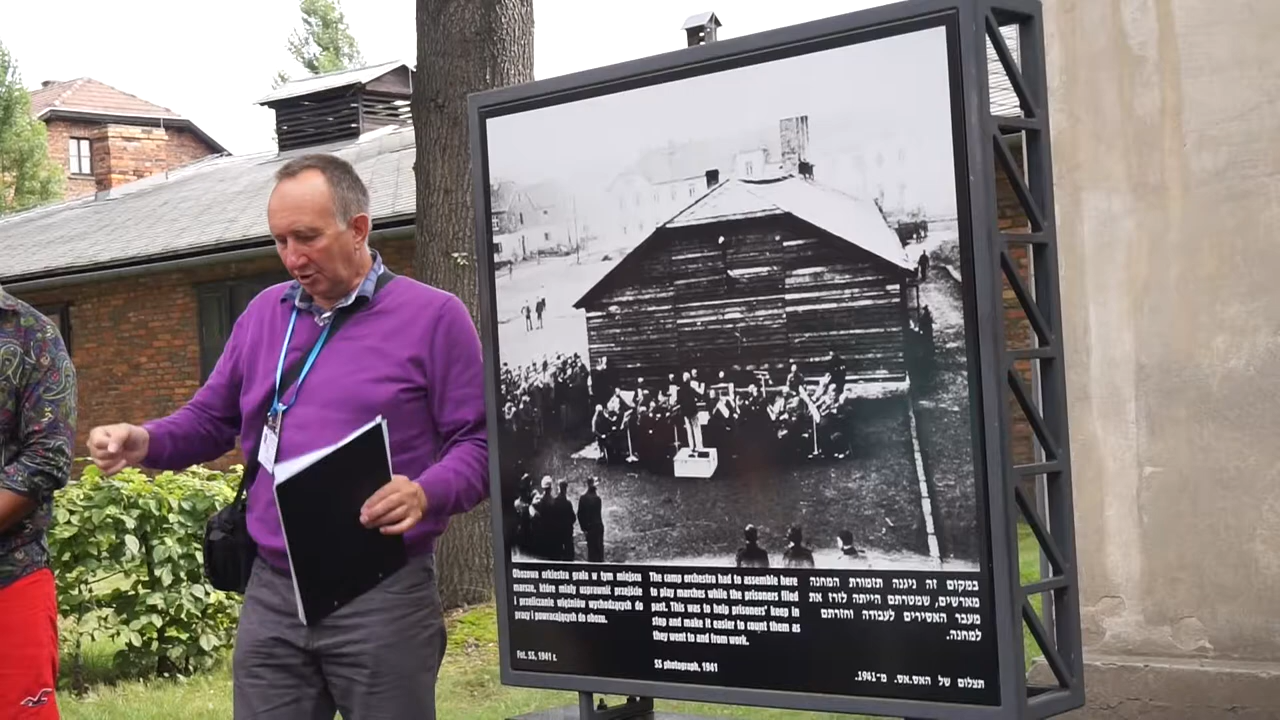 Obozowa orkiestra grała w tym miejscu
marsze, które miały usprawnić przejście
i przeliczanie więźniów wychodzących do
pracy i powracających do obozu.
Fot. SS, 1941 r.
The camp orchestra had to assemble here
to play marches while the prisoners filed
past. This was to help prisoners' keep in
step and make it easier to count them as
they went to and from work.
SS photograph, 1941
במקום זה ניגנה תזמורת המחנה
מארשים, שמטרתם הייתה לזרז את
מעבר האסירים לעבודה וחזרתם
למחנה.
תצלום של האס.אס. מ־1941.